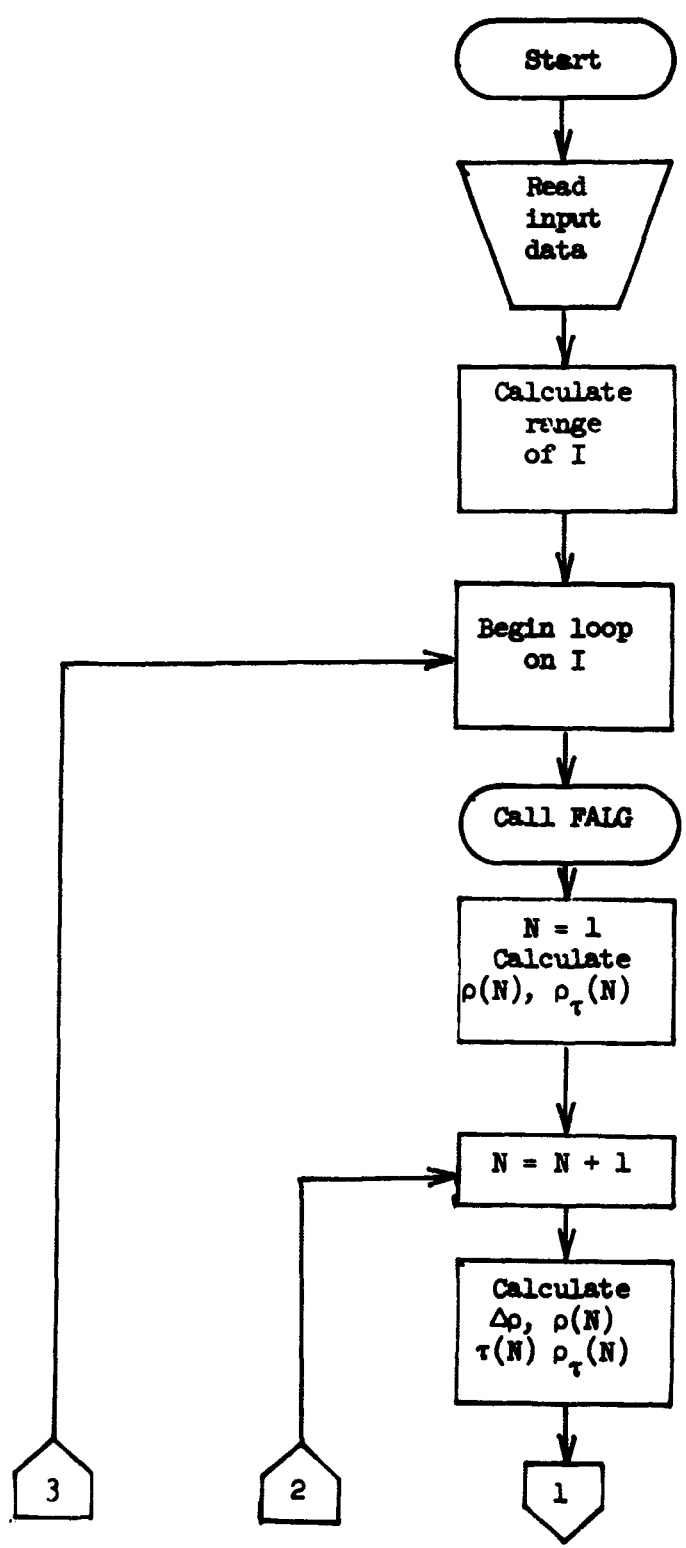 Start
Read
input
data
Calculate
range
of I
Begin loop
on I
Call FALG
N = 1
Calculate
ρ(N), ρ_τ(N)
N = N + 1
Calculate
Δρ, ρ(N)
τ(N) ρ_τ(N)
3
2
1